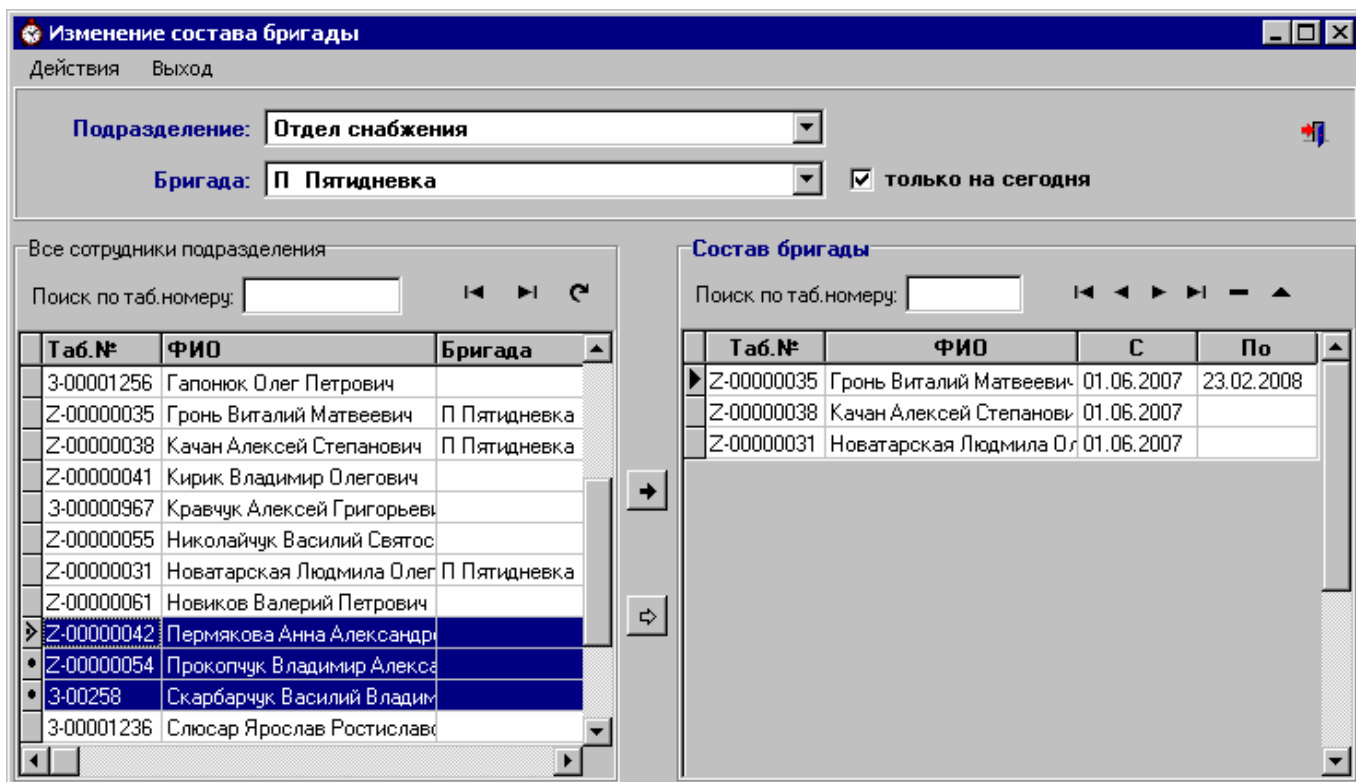 Изменение состава бригады
Действия Выход
Подразделение: Отдел снабжения
Бригада: П Пятидневка только на сегодня
Все сотрудники подразделения
Поиск по таб.номеру:
Таб.№ ФИО Бригада
3-00001256 Гапонюк Олег Петрович
Z-00000035 Гронь Виталий Матвеевич П Пятидневка
Z-00000038 Качан Алексей Степанович П Пятидневка
Z-00000041 Кирик Владимир Олегович
3-00000967 Кравчук Алексей Григорьеви
Z-00000055 Николайчук Василий Святос
Z-00000031 Новатарская Людмила Олег П Пятидневка
Z-00000061 Новиков Валерий Петрович
Z-00000042 Пермякова Анна Александр
Z-00000054 Прокопчук Владимир Алекса
3-00258 Скарбарчук Василий Владим
3-00001236 Слюсар Ярослав Ростислав
Состав бригады
Поиск по таб.номеру:
Таб.№ ФИО С По
Z-00000035 Гронь Виталий Матвеевич 01.06.2007 23.02.2008
Z-00000038 Качан Алексей Степанови 01.06.2007
Z-00000031 Новатарская Людмила Ол 01.06.2007